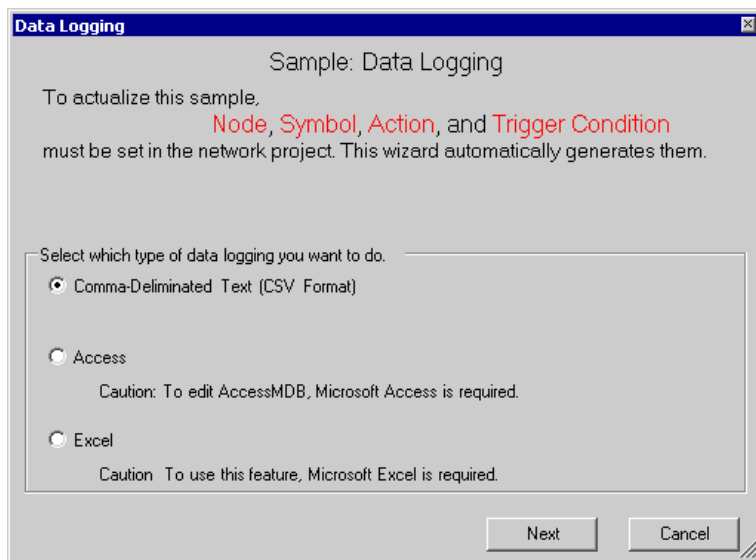 Data Logging
Sample: Data Logging
To actualize this sample,
Node, Symbol, Action, and Trigger Condition
must be set in the network project. This wizard automatically generates them.
Select which type of data logging you want to do.
Comma-Deliminated Text (CSV Format)
Access
Caution: To edit AccessMDB, Microsoft Access is required.
Excel
Caution To use this feature, Microsoft Excel is required.
Next
Cancel